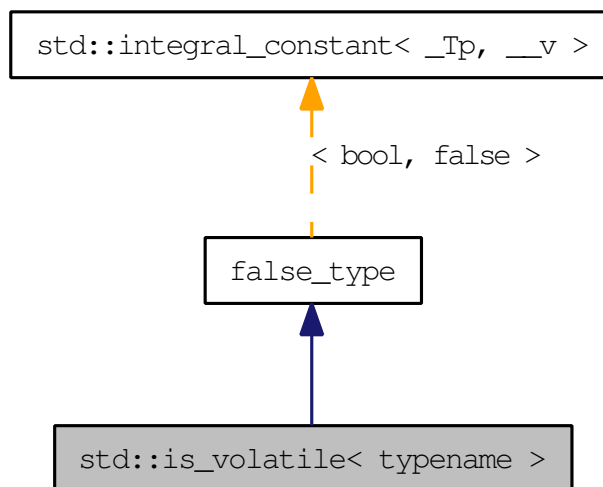 std::integral_constant< _Tp, __v >
< bool, false >
false_type
std::is_volatile< typename >